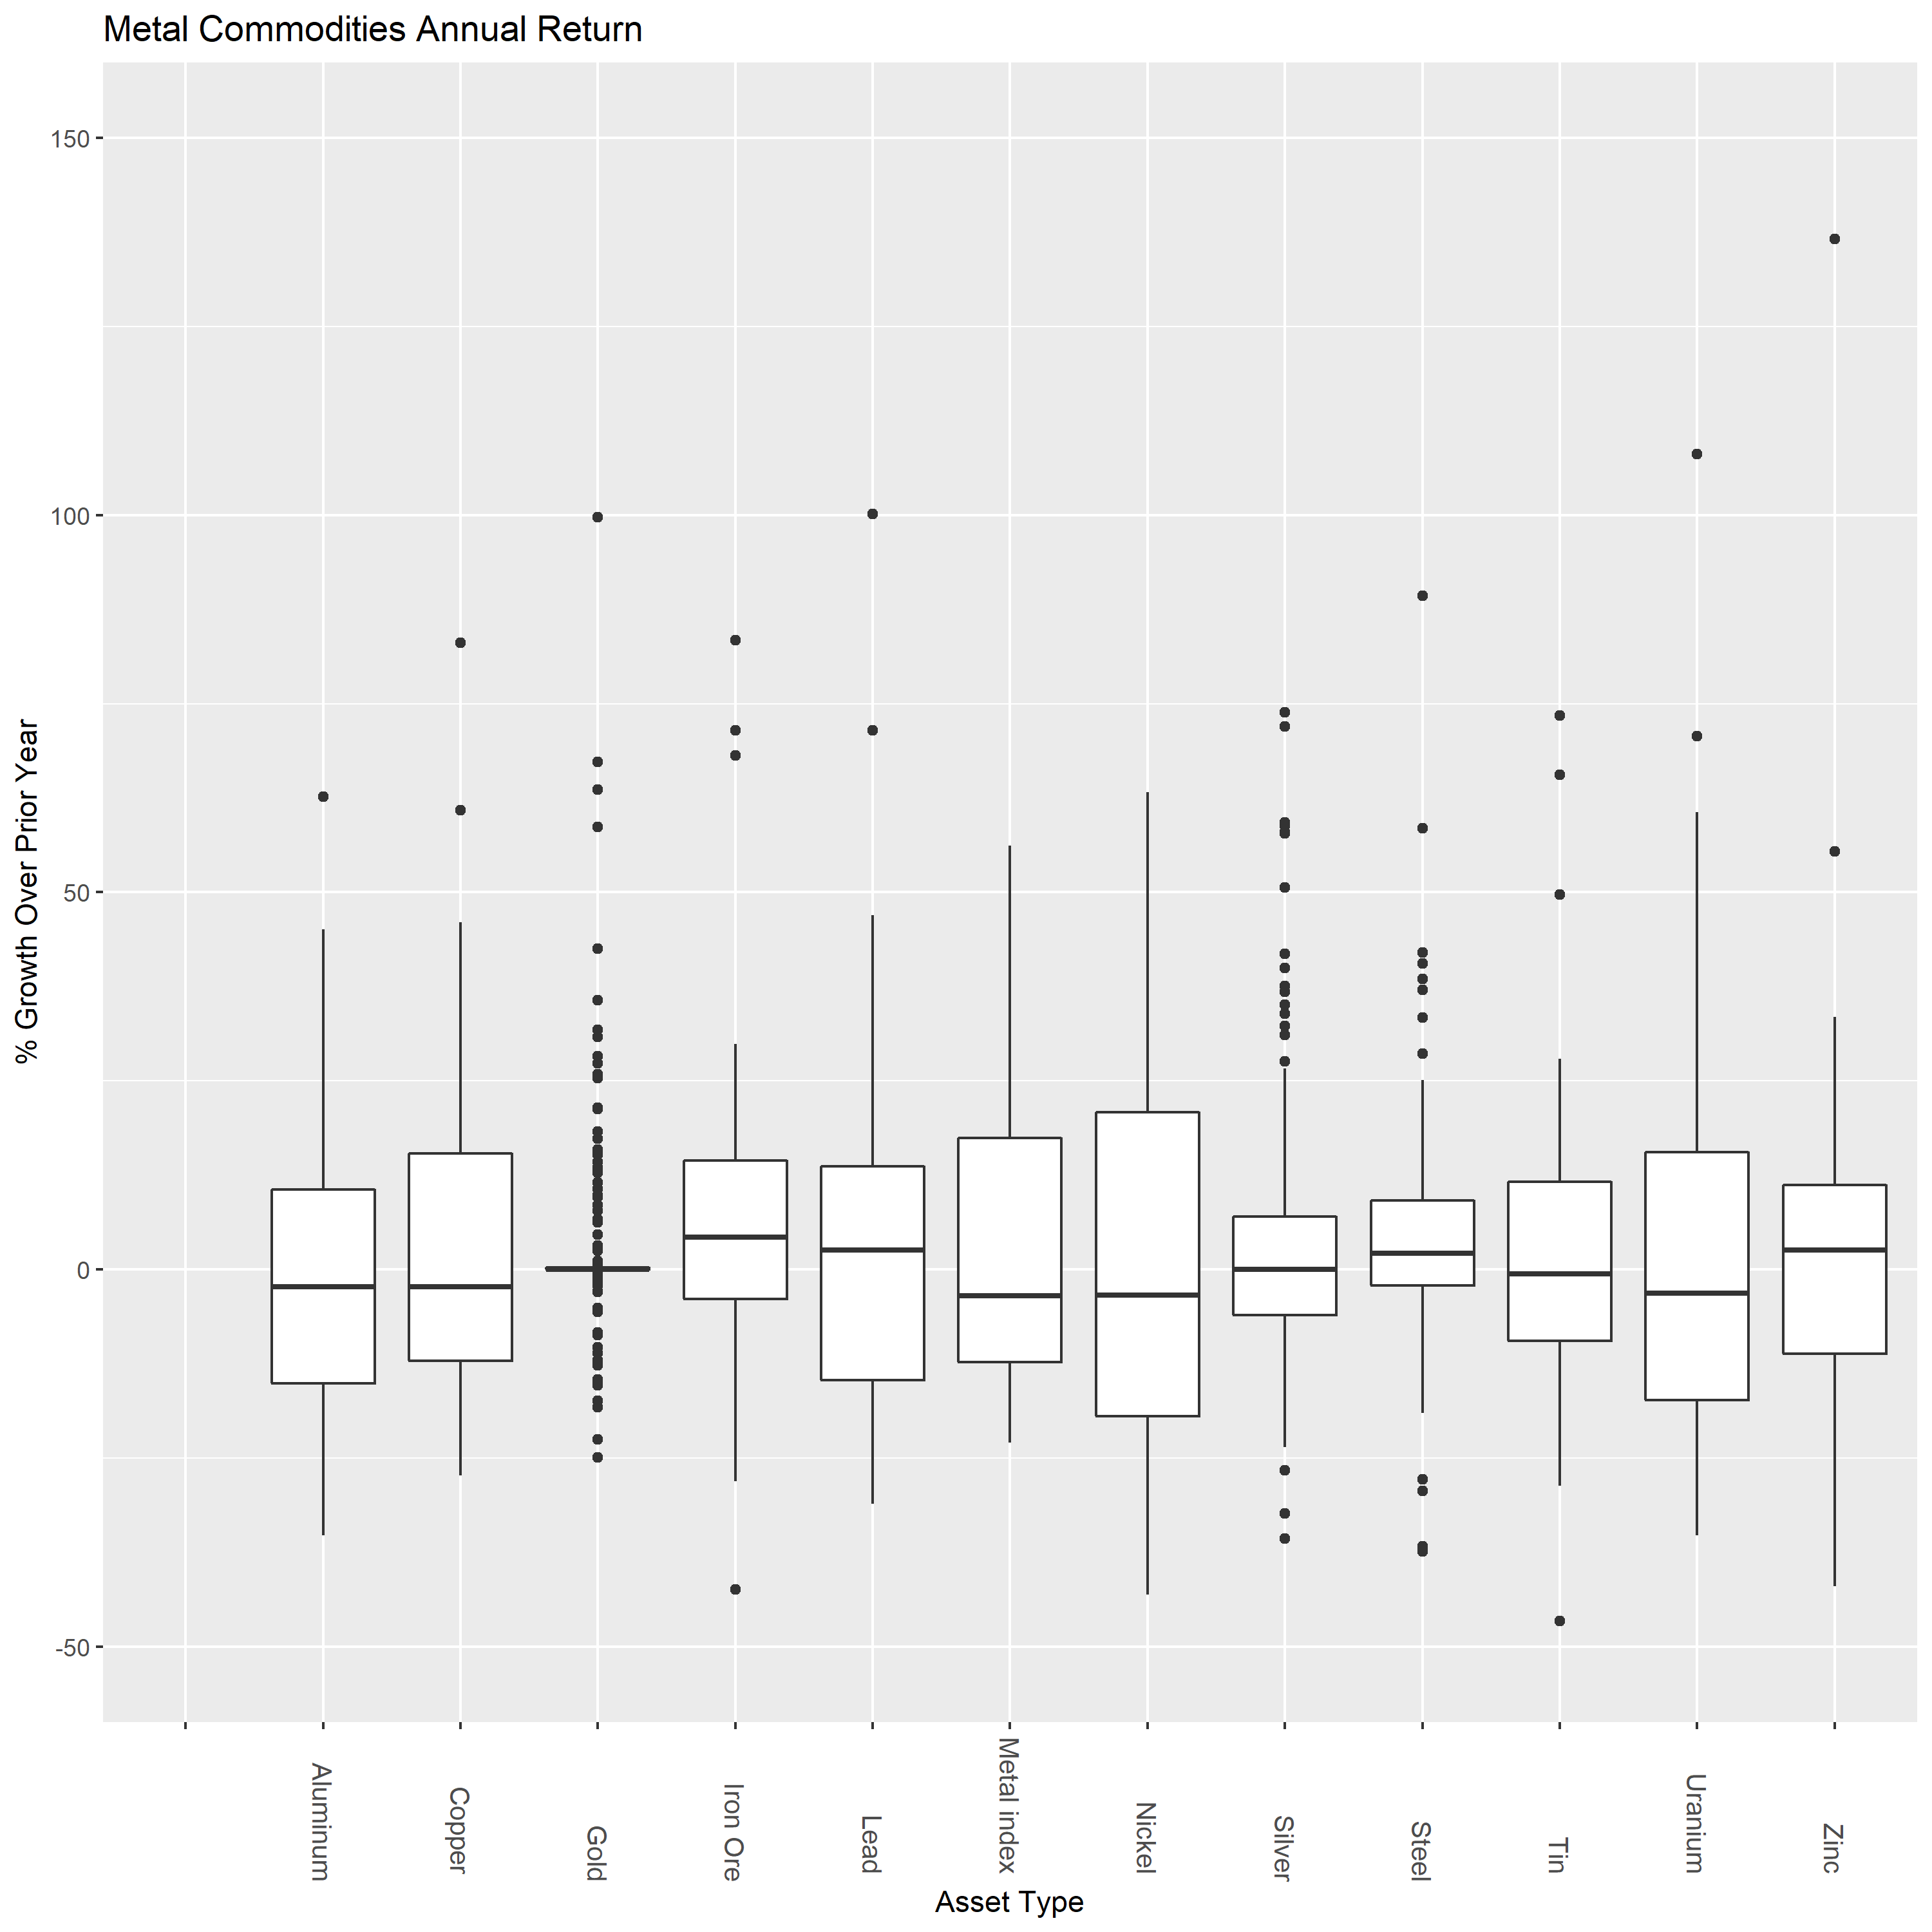 Metal Commodities Annual Return
% Growth Over Prior Year
150
100
50
0
-50
Aluminum
Copper
Gold
Iron Ore
Lead
Metal index
Nickel
Silver
Steel
Tin
Uranium
Zinc
Asset Type